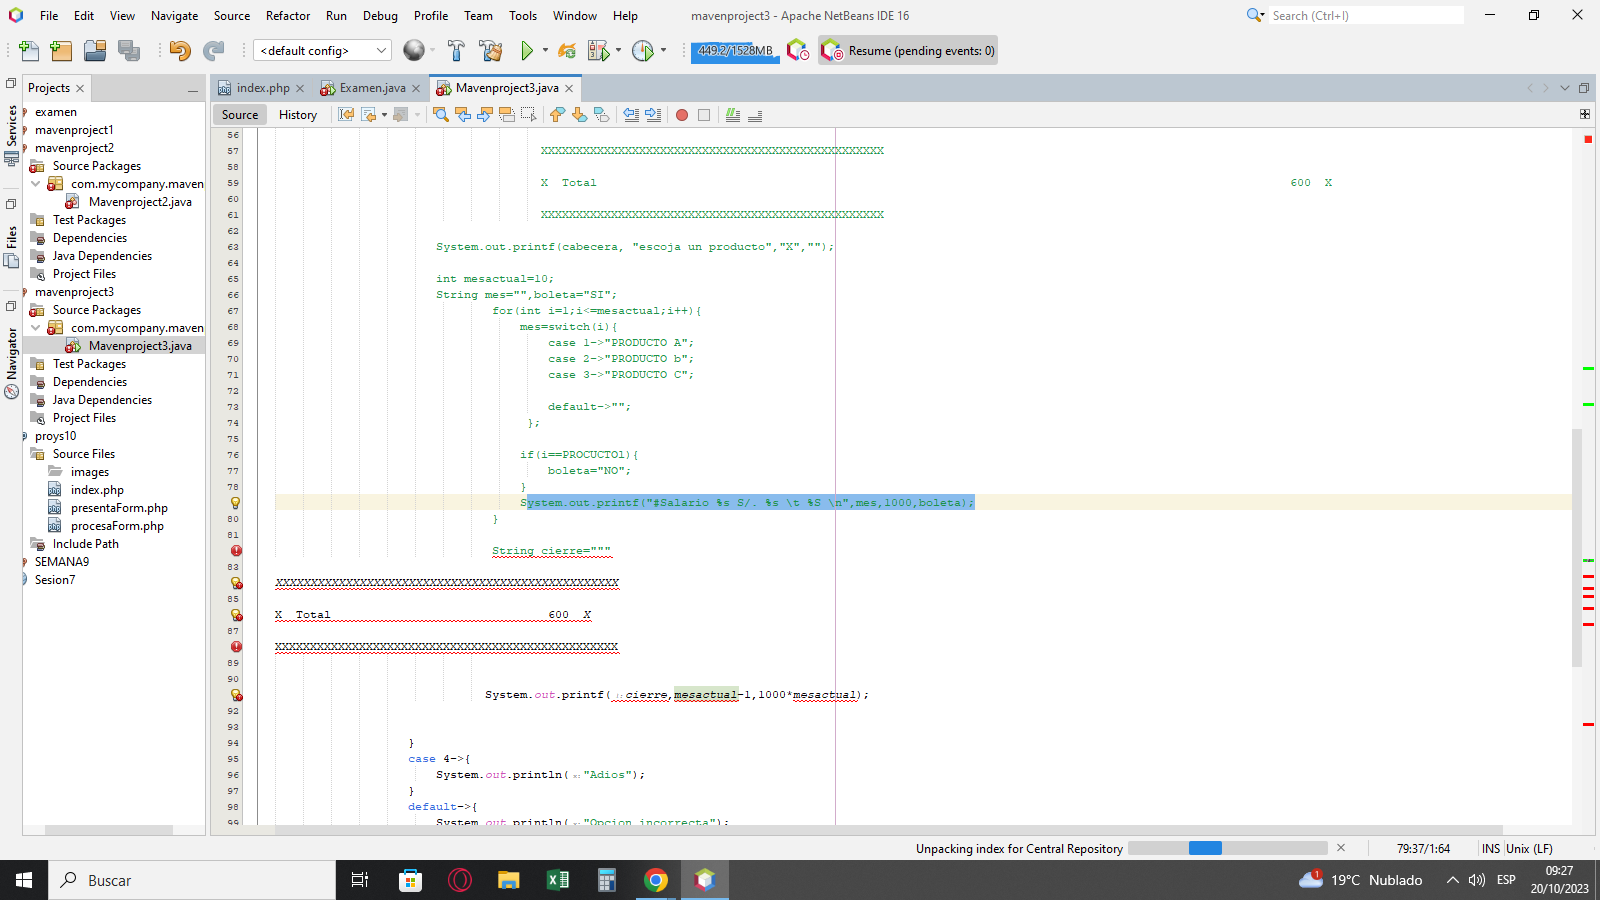 File Edit View Navigate Source Refactor Run Debug Profile Team Tools Window Help
mavenproject3 - Apache NetBeans IDE 16
Search (Ctrl+I)
<default config>
449.2/1528MB
Resume (pending events: 0)
Projects
index.php
Examen.java
Mavenproject3.java
Source History
Services
Files
Navigator
examen
mavenproject1
mavenproject2
Source Packages
com.mycompany.maven
Mavenproject2.java
Test Packages
Dependencies
Java Dependencies
Project Files
mavenproject3
Source Packages
com.mycompany.maven
Mavenproject3.java
Test Packages
Dependencies
Java Dependencies
Project Files
proys10
Source Files
images
index.php
presentaForm.php
procesaForm.php
Include Path
SEMANA9
Sesion7
56
57 XXXXXXXXXXXXXXXXXXXXXXXXXXXXXXXXXXXXXXXXXXXXXXXXX
58
59 X Total 600 X
60
61 XXXXXXXXXXXXXXXXXXXXXXXXXXXXXXXXXXXXXXXXXXXXXXXXX
62
63 System.out.printf(cabecera, "escoja un producto","X","");
64
65 int mesactual=10;
66 String mes="",boleta="SI";
67 for(int i=1;i<=mesactual;i++){
68 mes=switch(i){
69 case 1->"PRODUCTO A";
70 case 2->"PRODUCTO b";
71 case 3->"PRODUCTO C";
72
73 default->"";
74 };
75
76 if(i==PROCUCTO1){
77 boleta="NO";
78 }
System.out.printf("#Salario %s S/. %s \t %S \n",mes,1000,boleta);
80 }
81
String cierre="""
83
XXXXXXXXXXXXXXXXXXXXXXXXXXXXXXXXXXXXXXXXXXXXXXXXX
85
X Total 600 X
87
XXXXXXXXXXXXXXXXXXXXXXXXXXXXXXXXXXXXXXXXXXXXXXXXX
89
90
System.out.printf(cierre,mesactual-1,1000*mesactual);
92
93
94 }
95 case 4->{
96 System.out.println( x: "Adios");
97 }
98 default->{
99 System.out.println( x: "Opcion incorrecta");
Unpacking index for Central Repository
79:37/1:64 INS Unix (LF)
Buscar
1
19°C Nublado
ESP
09:27
20/10/2023